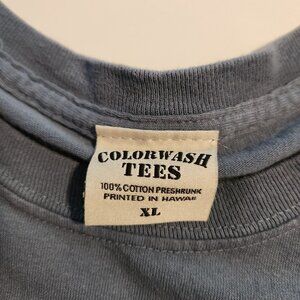 COLORWASH
TEES
100% COTTON PRESHRUNK
PRINTED IN HAWAII
XL